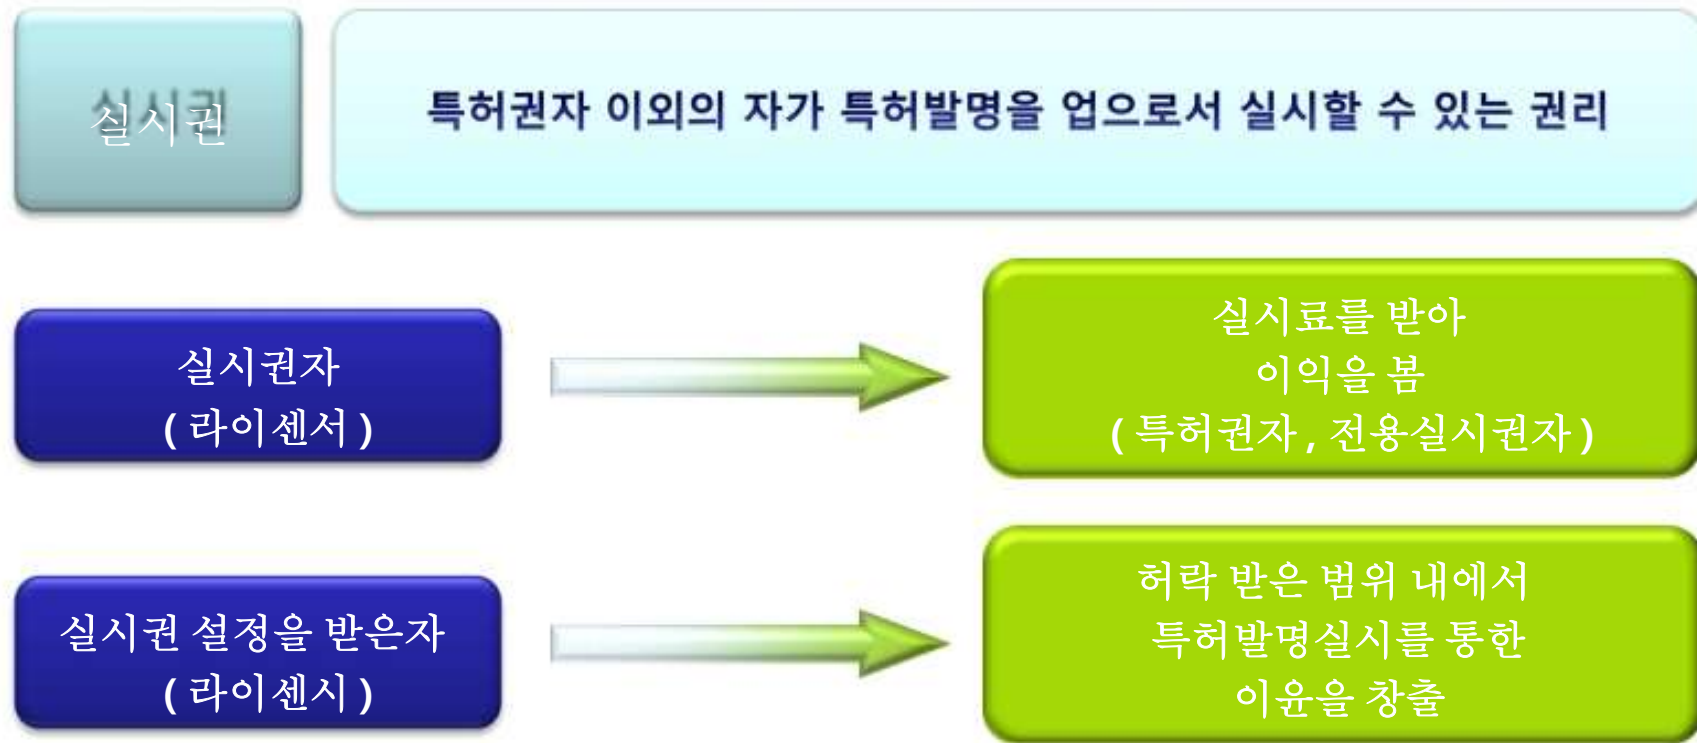 실시권
특허권자 이외의 자가 특허발명을 업으로서 실시할 수 있는 권리
실시권자
( 라이센서 )
실시료를 받아
이익을 봄
( 특허권자 , 전용실시권자 )
실시권 설정을 받은자
( 라이센시 )
허락 받은 범위 내에서
특허발명실시를 통한
이윤을 창출